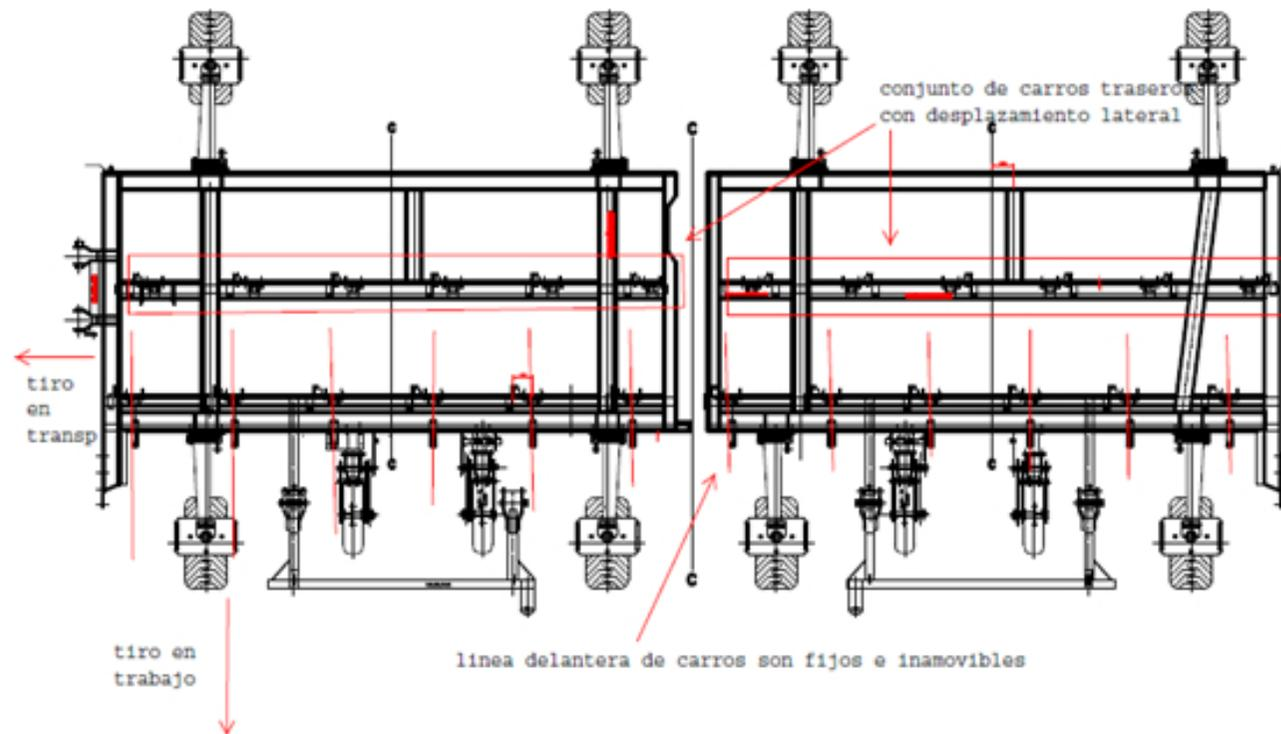 conjunto de carros traseros
con desplazamiento lateral
C
C
C
tiro
en
transp
C
C
C
linea delantera de carros son fijos e inamovibles
tiro en
trabajo